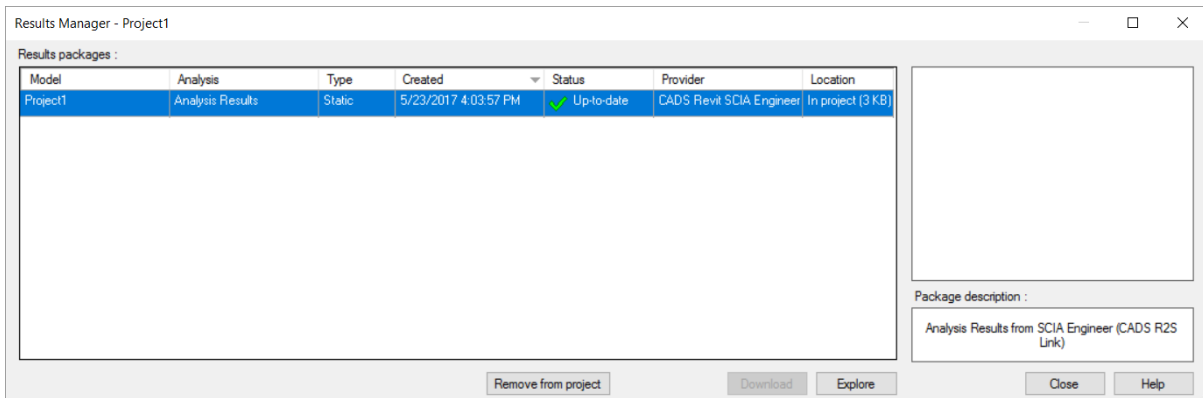 Results Manager - Project1
Results packages :
Model Analysis Type Created Status Provider Location
Project1 Analysis Results Static 5/23/2017 4:03:57 PM Up-to-date CADS Revit SCIA Engineer In project (3 KB)
Package description :
Analysis Results from SCIA Engineer (CADS R2S
Link)
Remove from project Download Explore Close Help